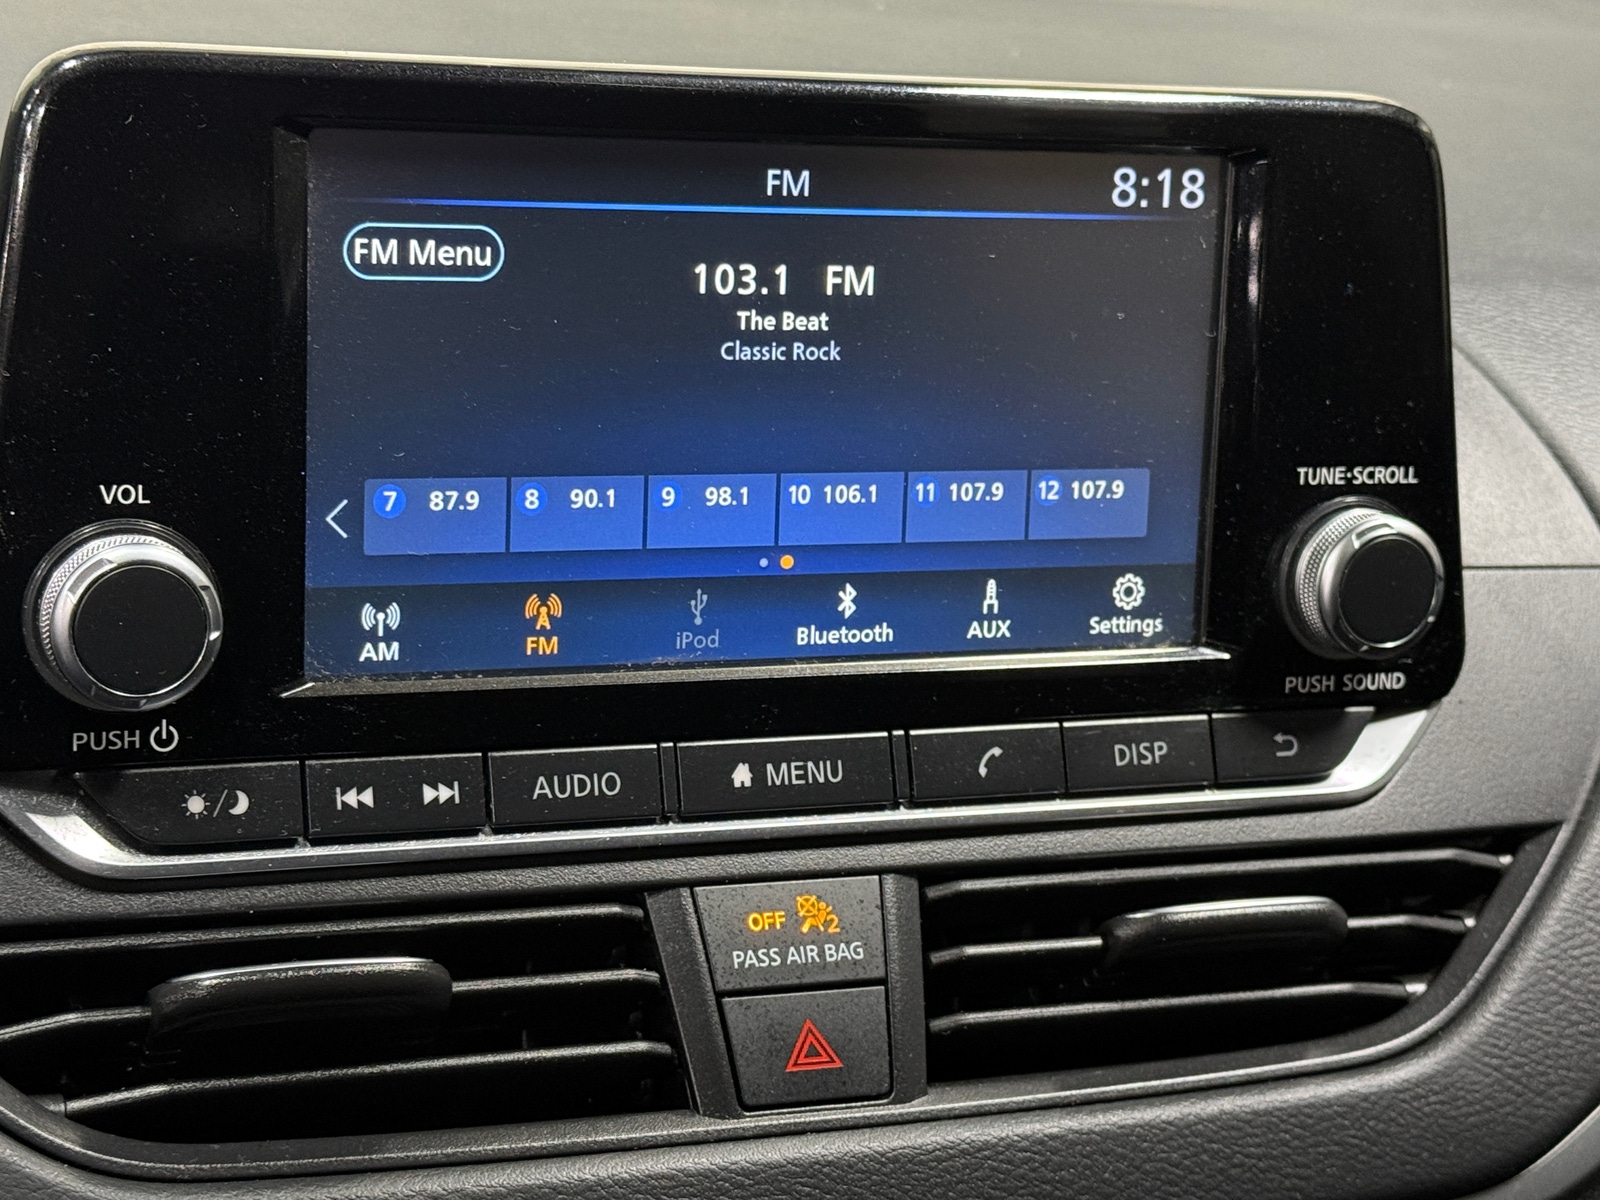 FM 8:18
FM Menu
103.1 FM
The Beat
Classic Rock
7 87.9 8 90.1 9 98.1 10 106.1 11 107.9 12 107.9
AM FM iPod Bluetooth AUX Settings
VOL
PUSH
TUNE·SCROLL
PUSH SOUND
AUDIO MENU DISP
OFF 2
PASS AIR BAG